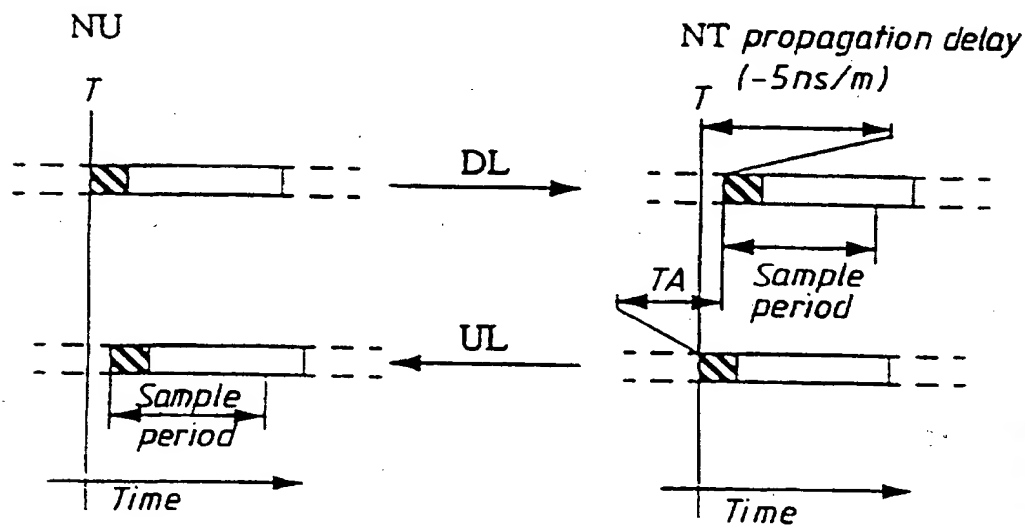 NU
NT propagation delay
(-5ns/m)
T
T
DL
Sample
period
TA
UL
Sample
period
Time
Time